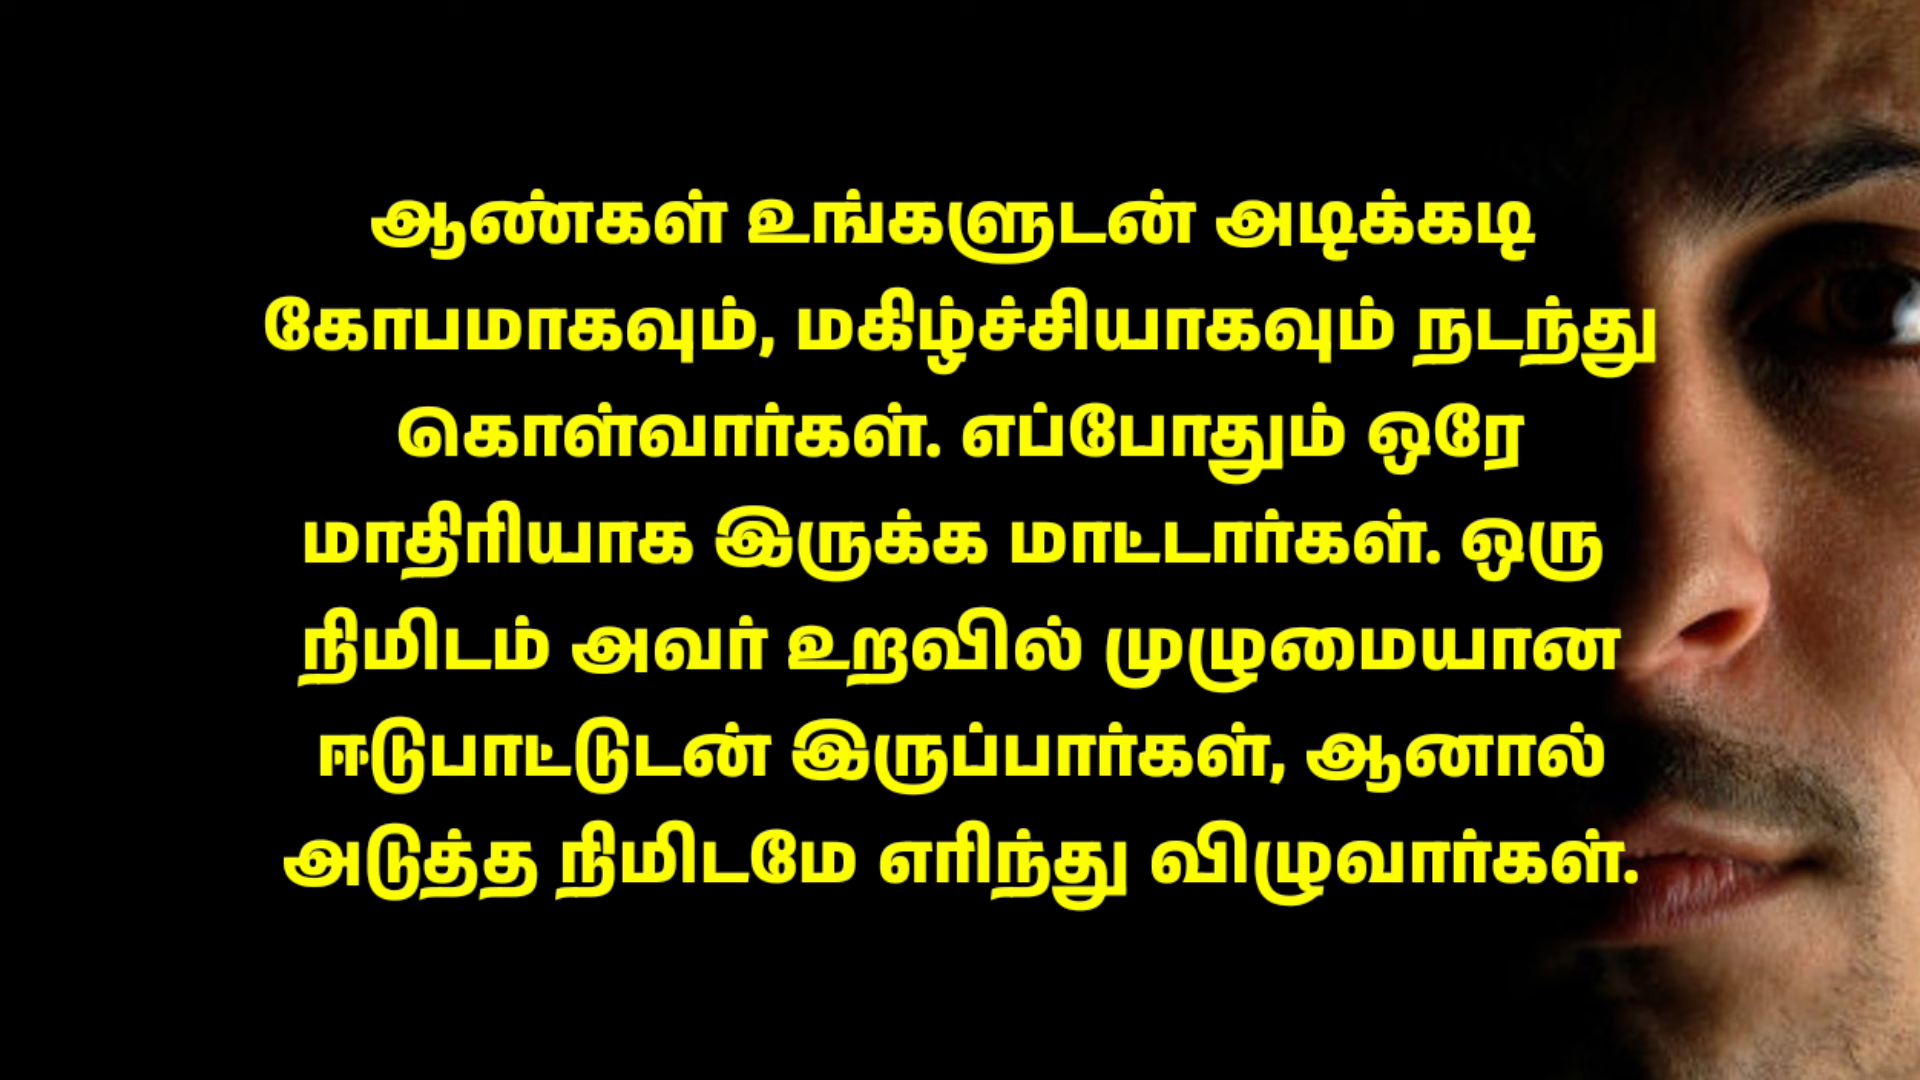 ஆண்கள் உங்களுடன் அடிக்கடி
கோபமாகவும், மகிழ்ச்சியாகவும் நடந்து
கொள்வார்கள். எப்போதும் ஒரே
மாதிரியாக இருக்க மாட்டார்கள். ஒரு
நிமிடம் அவர் உறவில் முழுமையான
ஈடுபாட்டுடன் இருப்பார்கள், ஆனால்
அடுத்த நிமிடமே எரிந்து விழுவார்கள்.